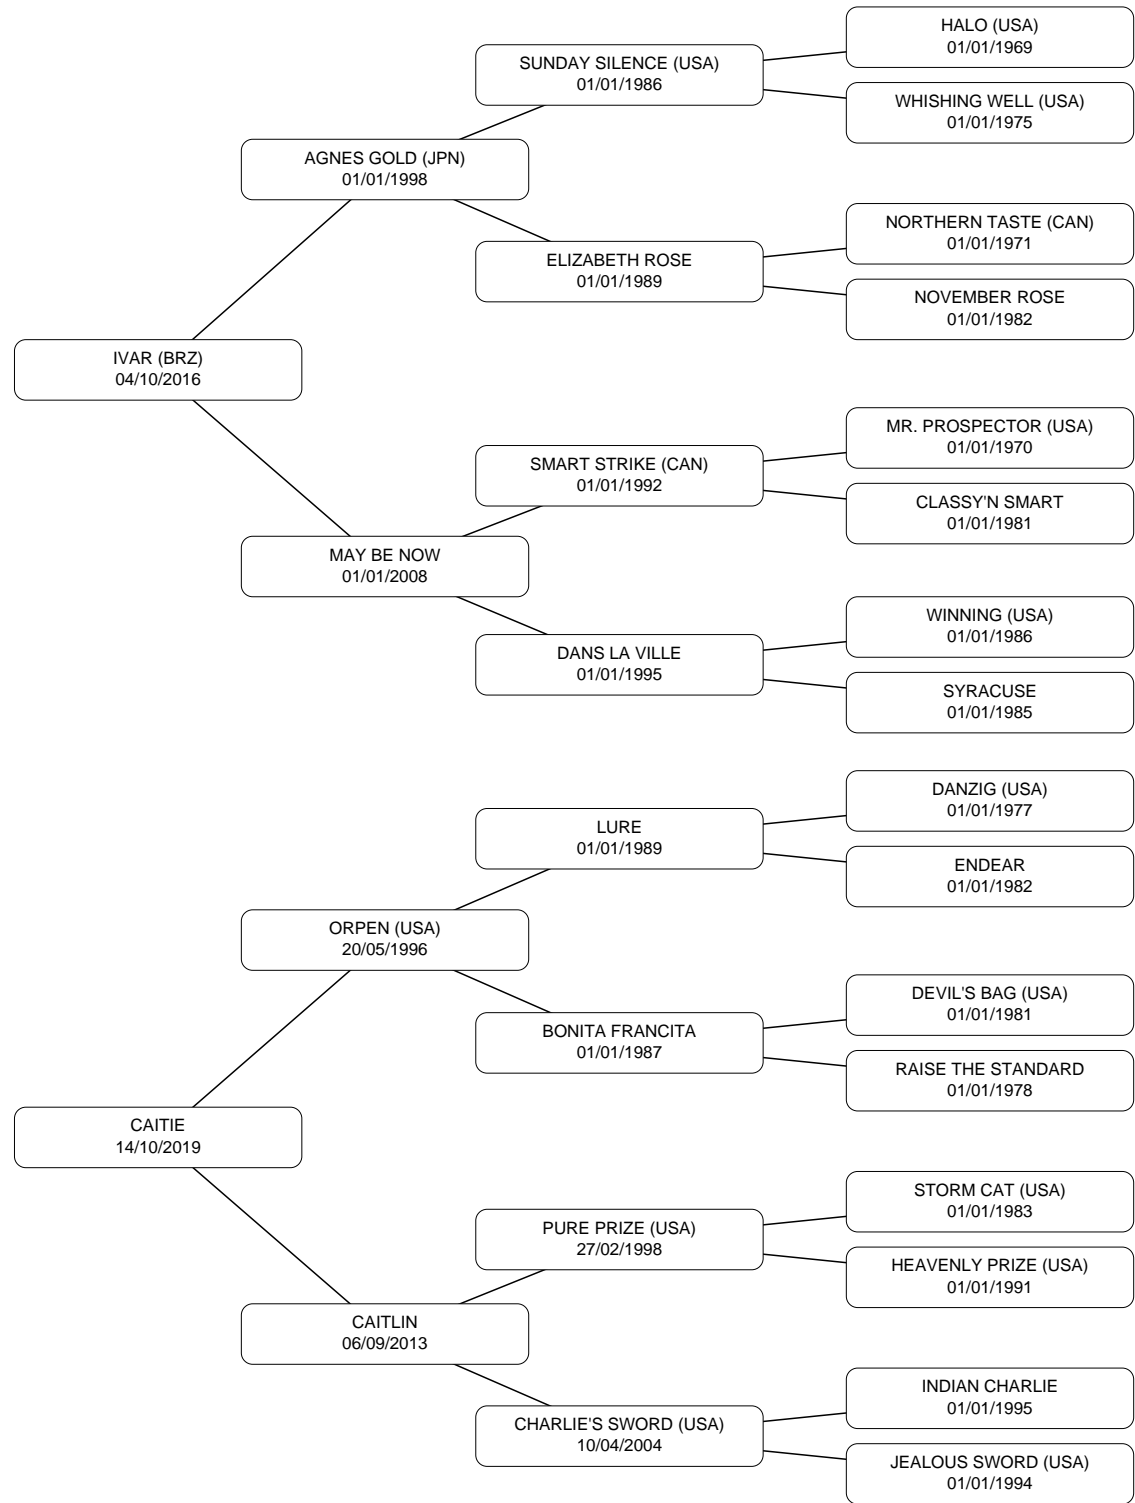 HALO (USA)
01/01/1969
SUNDAY SILENCE (USA)
01/01/1986
WHISHING WELL (USA)
01/01/1975
AGNES GOLD (JPN)
01/01/1998
NORTHERN TASTE (CAN)
01/01/1971
ELIZABETH ROSE
01/01/1989
NOVEMBER ROSE
01/01/1982
IVAR (BRZ)
04/10/2016
MR. PROSPECTOR (USA)
01/01/1970
SMART STRIKE (CAN)
01/01/1992
CLASSY'N SMART
01/01/1981
MAY BE NOW
01/01/2008
WINNING (USA)
01/01/1986
DANS LA VILLE
01/01/1995
SYRACUSE
01/01/1985
DANZIG (USA)
01/01/1977
LURE
01/01/1989
ENDEAR
01/01/1982
ORPEN (USA)
20/05/1996
DEVIL'S BAG (USA)
01/01/1981
BONITA FRANCITA
01/01/1987
RAISE THE STANDARD
01/01/1978
CAITIE
14/10/2019
STORM CAT (USA)
01/01/1983
PURE PRIZE (USA)
27/02/1998
HEAVENLY PRIZE (USA)
01/01/1991
CAITLIN
06/09/2013
INDIAN CHARLIE
01/01/1995
CHARLIE'S SWORD (USA)
10/04/2004
JEALOUS SWORD (USA)
01/01/1994